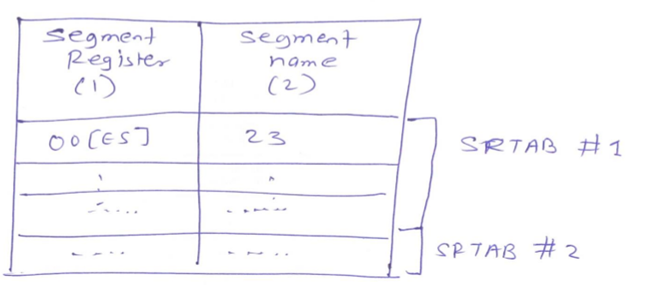 Segment
Register
(1)
Segment
name
(2)
00[ES]
23
SRTAB #1
SRTAB #2